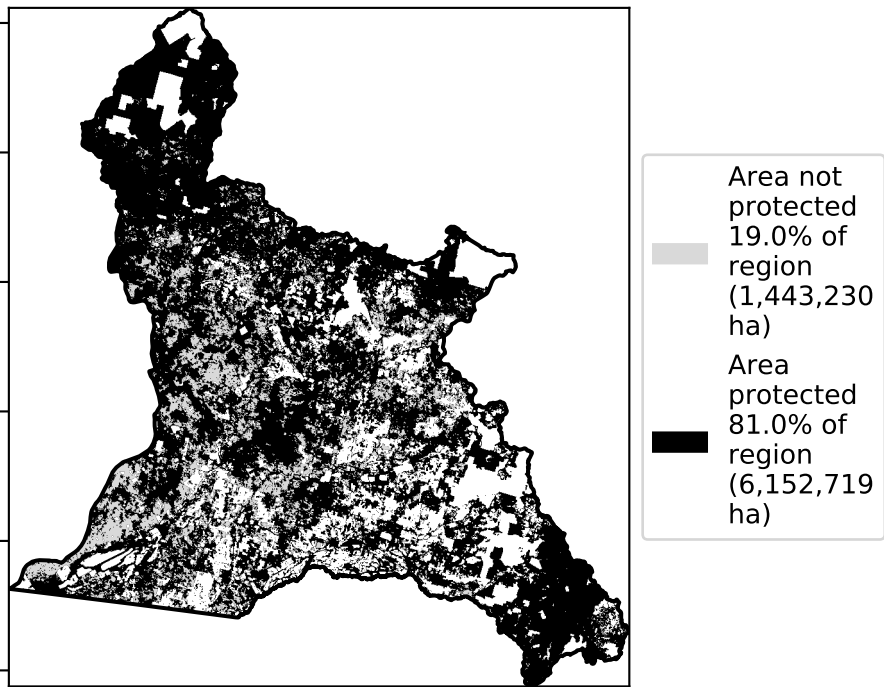 Area not
protected
19.0% of
region
(1,443,230
ha)
Area
protected
81.0% of
region
(6,152,719
ha)